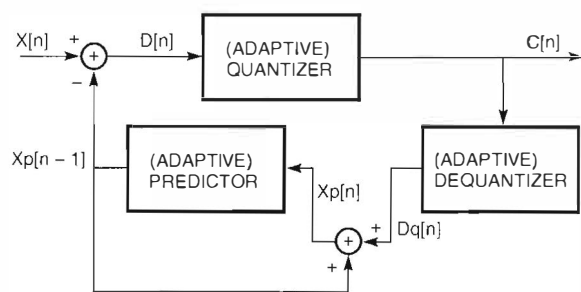 X[n]
+
D[n]
(ADAPTIVE)
QUANTIZER
C[n]
−
Xp[n − 1]
(ADAPTIVE)
PREDICTOR
Xp[n]
(ADAPTIVE)
DEQUANTIZER
+
Dq[n]
+
+